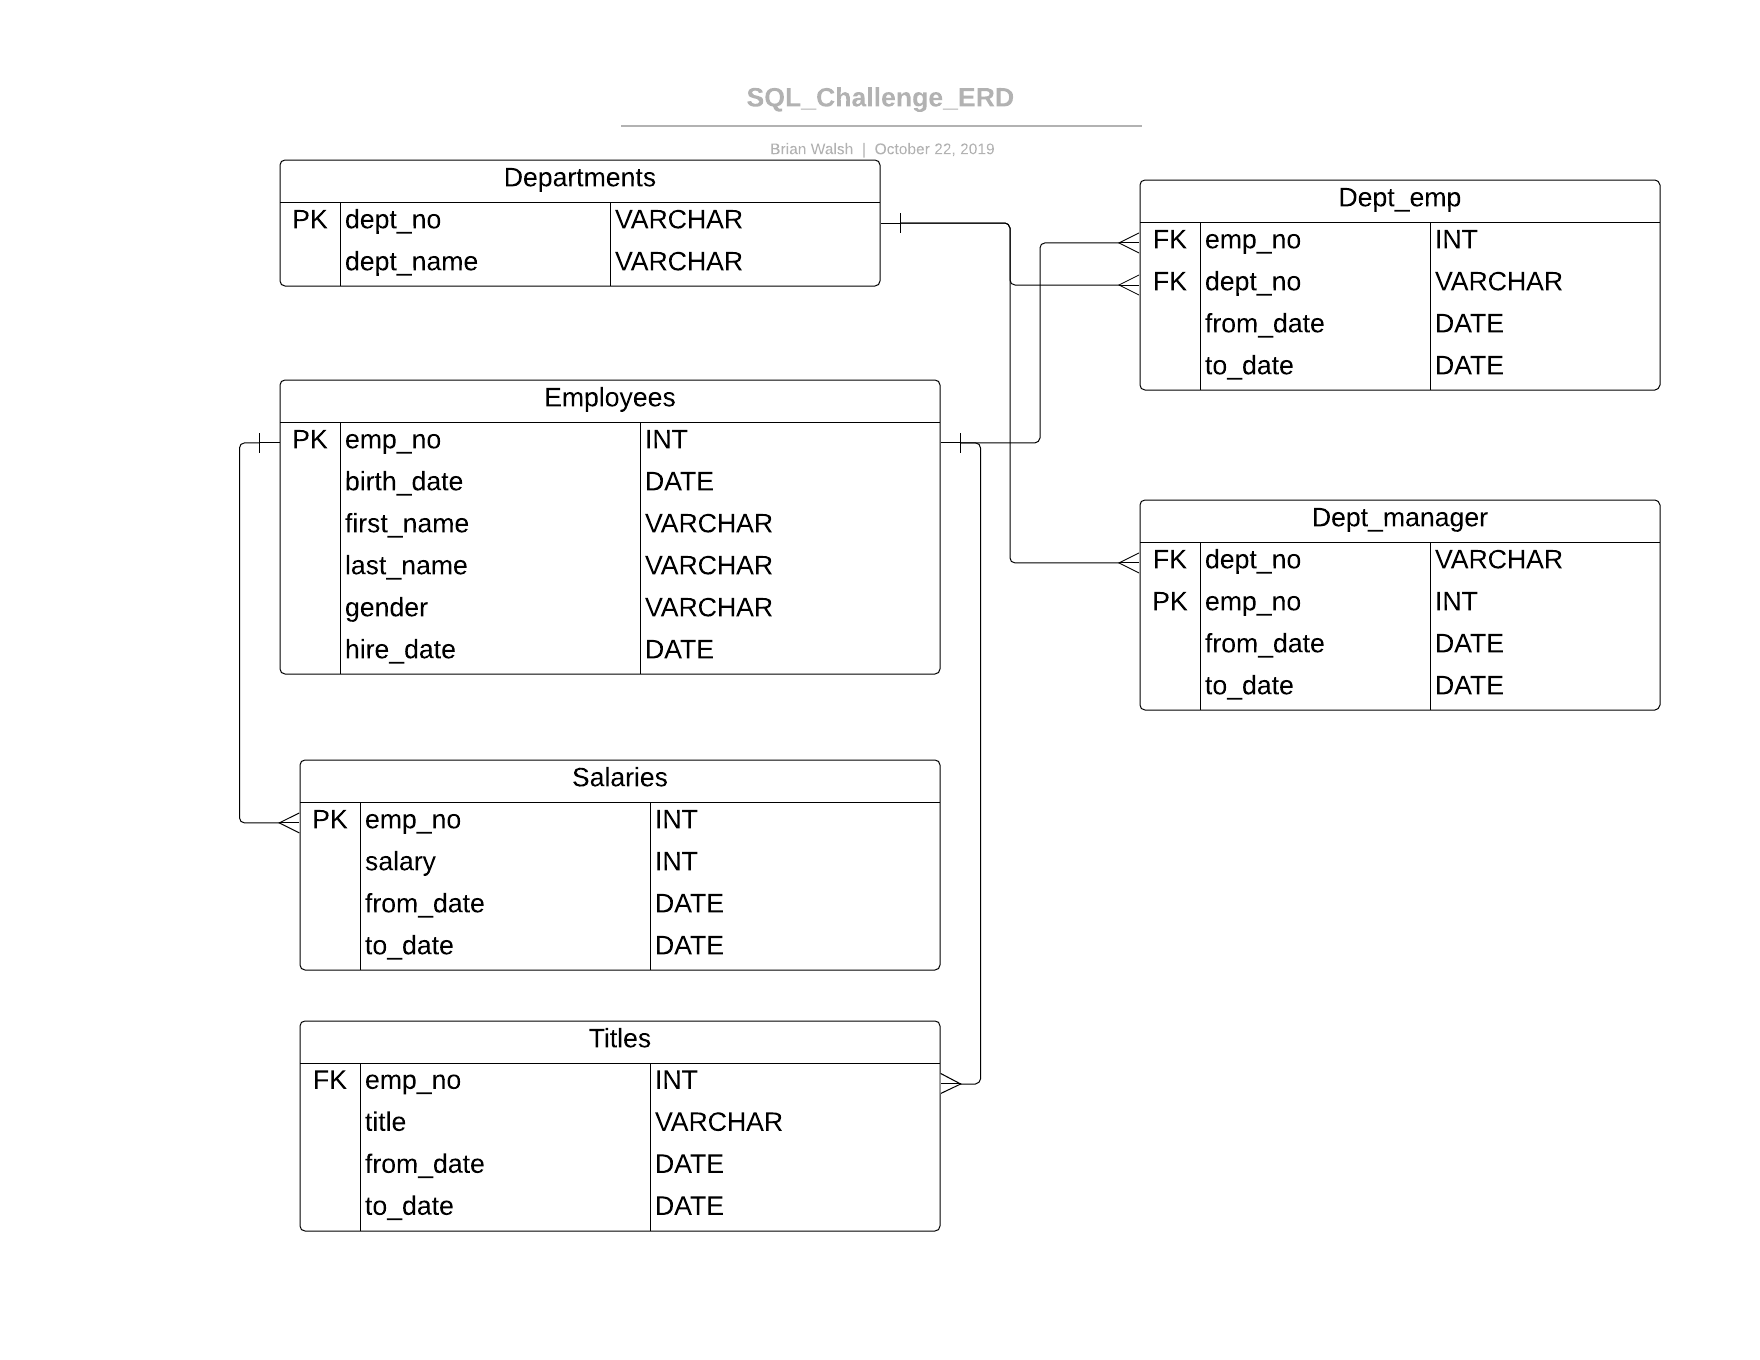 SQL_Challenge_ERD
Brian Walsh | October 22, 2019
Departments
PK dept_no VARCHAR
dept_name VARCHAR
Employees
PK emp_no INT
birth_date DATE
first_name VARCHAR
last_name VARCHAR
gender VARCHAR
hire_date DATE
Salaries
PK emp_no INT
salary INT
from_date DATE
to_date DATE
Titles
FK emp_no INT
title VARCHAR
from_date DATE
to_date DATE
Dept_emp
FK emp_no INT
FK dept_no VARCHAR
from_date DATE
to_date DATE
Dept_manager
FK dept_no VARCHAR
PK emp_no INT
from_date DATE
to_date DATE